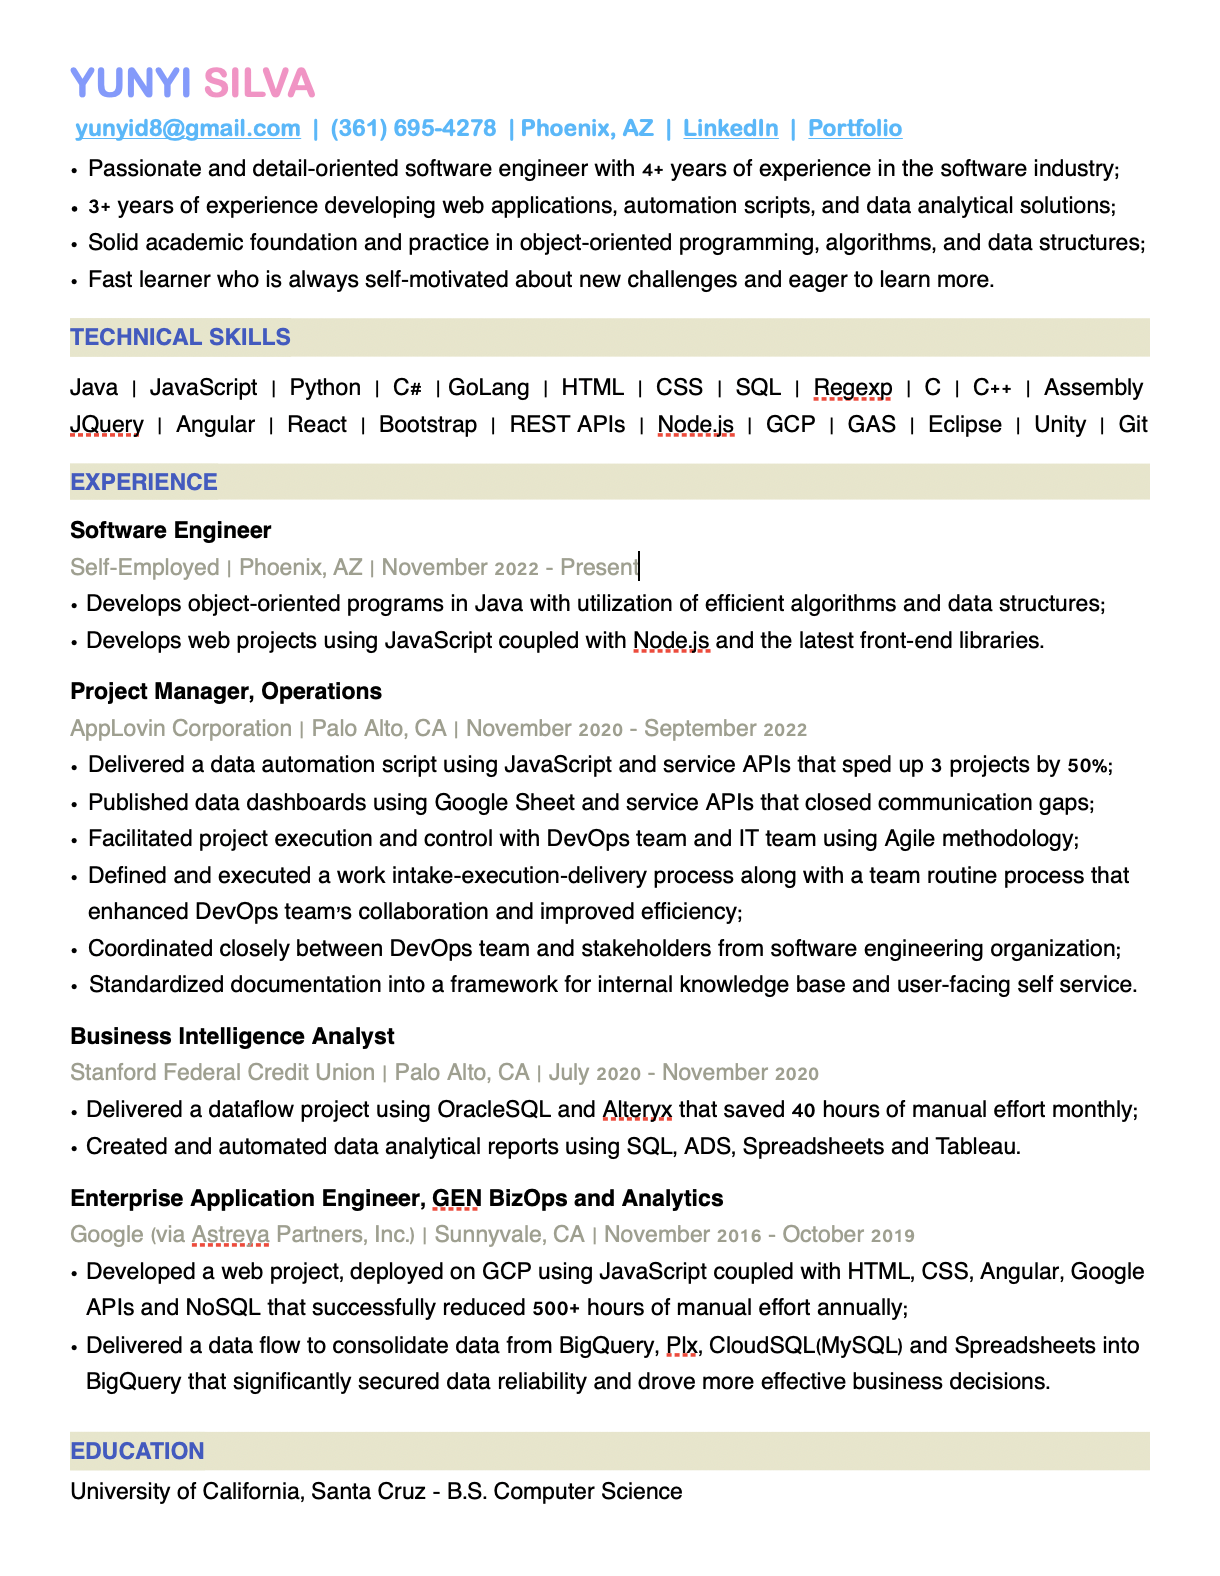 YUNYI SILVA
yunyid8@gmail.com | (361) 695-4278 | Phoenix, AZ | LinkedIn | Portfolio
• Passionate and detail-oriented software engineer with 4+ years of experience in the software industry;
• 3+ years of experience developing web applications, automation scripts, and data analytical solutions;
• Solid academic foundation and practice in object-oriented programming, algorithms, and data structures;
• Fast learner who is always self-motivated about new challenges and eager to learn more.
TECHNICAL SKILLS
Java | JavaScript | Python | C# | GoLang | HTML | CSS | SQL | Regexp | C | C++ | Assembly
JQuery | Angular | React | Bootstrap | REST APIs | Node.js | GCP | GAS | Eclipse | Unity | Git
EXPERIENCE
Software Engineer
Self-Employed | Phoenix, AZ | November 2022 - Present
• Develops object-oriented programs in Java with utilization of efficient algorithms and data structures;
• Develops web projects using JavaScript coupled with Node.js and the latest front-end libraries.
Project Manager, Operations
AppLovin Corporation | Palo Alto, CA | November 2020 - September 2022
• Delivered a data automation script using JavaScript and service APIs that sped up 3 projects by 50%;
• Published data dashboards using Google Sheet and service APIs that closed communication gaps;
• Facilitated project execution and control with DevOps team and IT team using Agile methodology;
• Defined and executed a work intake-execution-delivery process along with a team routine process that
enhanced DevOps team's collaboration and improved efficiency;
• Coordinated closely between DevOps team and stakeholders from software engineering organization;
• Standardized documentation into a framework for internal knowledge base and user-facing self service.
Business Intelligence Analyst
Stanford Federal Credit Union | Palo Alto, CA | July 2020 - November 2020
• Delivered a dataflow project using OracleSQL and Alteryx that saved 40 hours of manual effort monthly;
• Created and automated data analytical reports using SQL, ADS, Spreadsheets and Tableau.
Enterprise Application Engineer, GEN BizOps and Analytics
Google (via Astreya Partners, Inc.) | Sunnyvale, CA | November 2016 - October 2019
• Developed a web project, deployed on GCP using JavaScript coupled with HTML, CSS, Angular, Google
APIs and NoSQL that successfully reduced 500+ hours of manual effort annually;
• Delivered a data flow to consolidate data from BigQuery, Plx, CloudSQL(MySQL) and Spreadsheets into
BigQuery that significantly secured data reliability and drove more effective business decisions.
EDUCATION
University of California, Santa Cruz - B.S. Computer Science